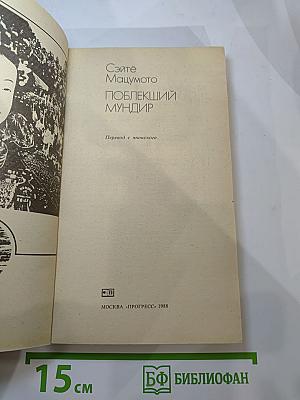 Сэйтё
Мацумото
ПОБЛЕКШИЙ
МУНДИР
Перевод с японского
МОСКВА «ПРОГРЕСС» 1988
15 см
БФ БИБЛИОФАН